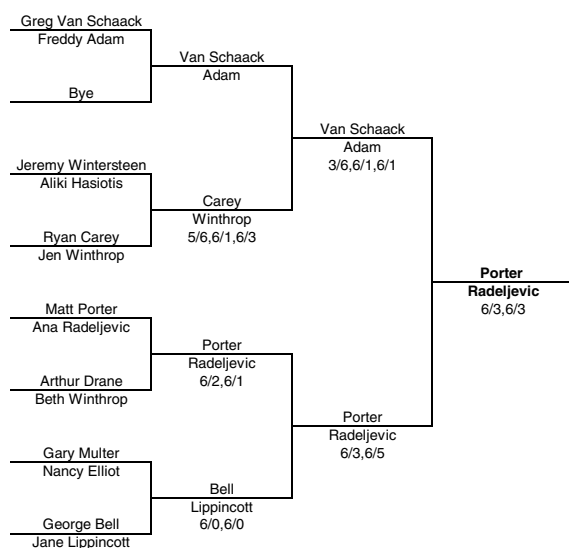 Greg Van Schaack
Freddy Adam
Bye
Jeremy Wintersteen
Aliki Hasiotis
Ryan Carey
Jen Winthrop
Matt Porter
Ana Radeljevic
Arthur Drane
Beth Winthrop
Gary Multer
Nancy Elliot
George Bell
Jane Lippincott
Van Schaack
Adam
Carey
Winthrop
5/6,6/1,6/3
Porter
Radeljevic
6/2,6/1
Bell
Lippincott
6/0,6/0
Van Schaack
Adam
3/6,6/1,6/1
Porter
Radeljevic
6/3,6/5
Porter
Radeljevic
6/3,6/3